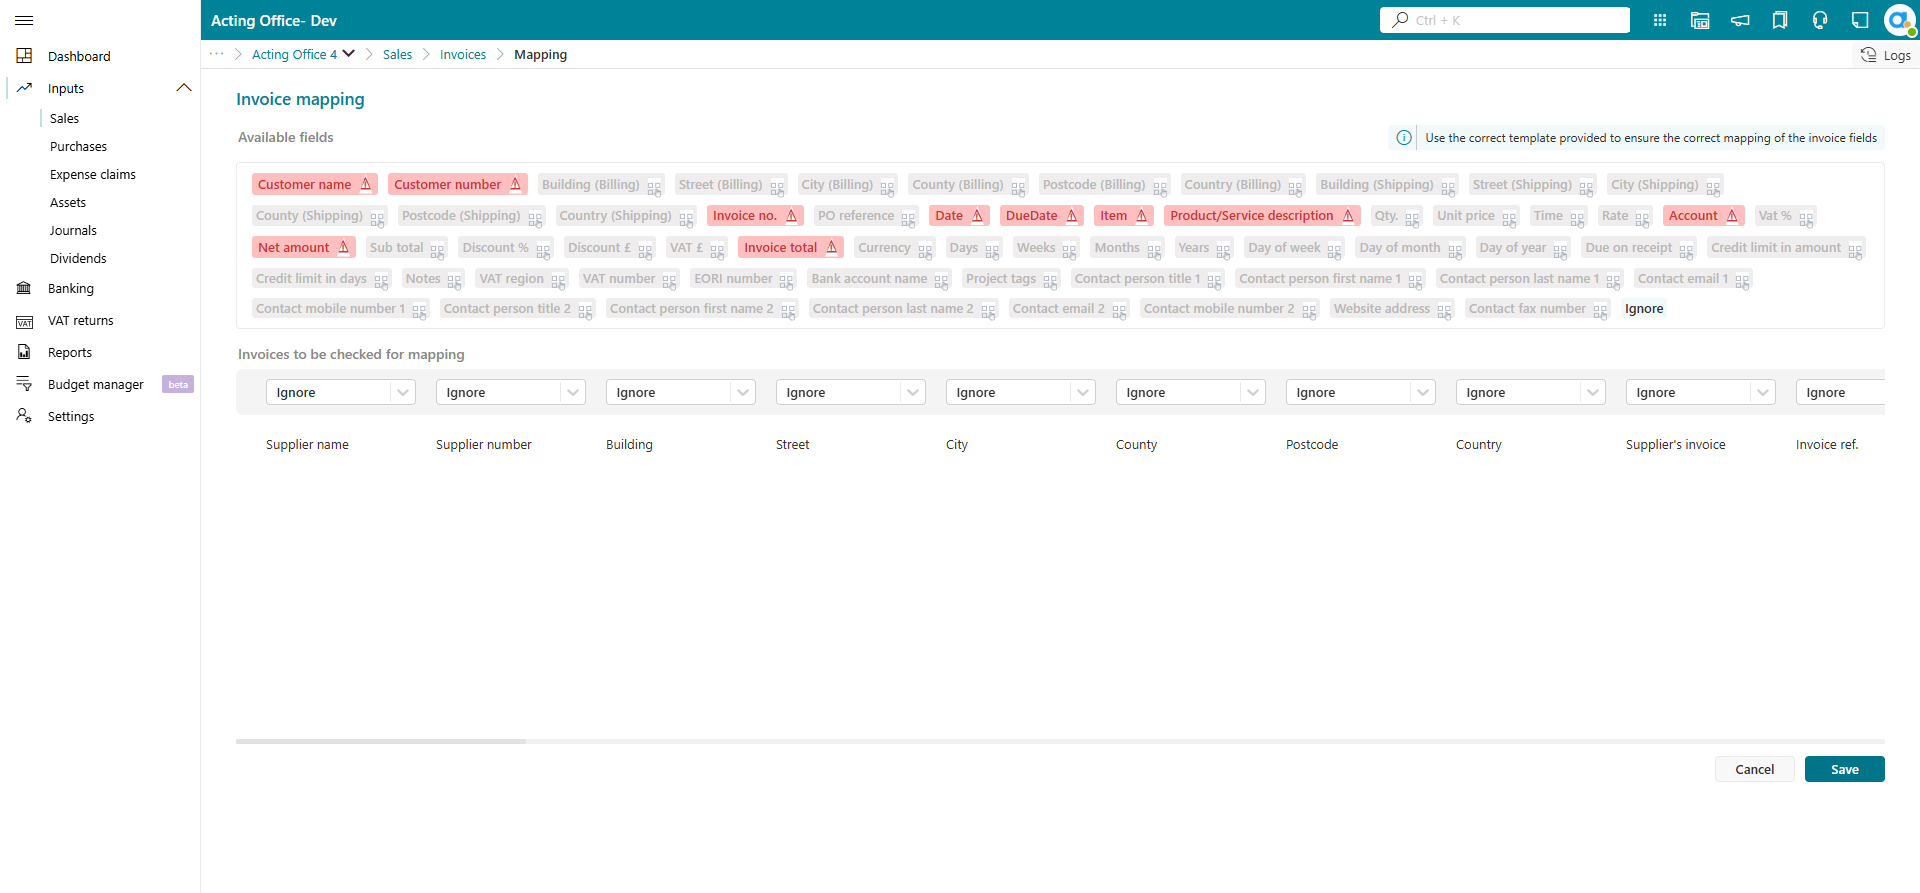 Acting Office- Dev
Ctrl + K
Dashboard
Inputs
Sales
Purchases
Expense claims
Assets
Journals
Dividends
Banking
VAT returns
Reports
Budget manager beta
Settings
Acting Office 4 Sales Invoices Mapping
Logs
Invoice mapping
Available fields
Use the correct template provided to ensure the correct mapping of the invoice fields
Customer name Customer number Building (Billing) Street (Billing) City (Billing) County (Billing) Postcode (Billing) Country (Billing) Building (Shipping) Street (Shipping) City (Shipping)
County (Shipping) Postcode (Shipping) Country (Shipping) Invoice no. PO reference Date DueDate Item Product/Service description Qty. Unit price Time Rate Account Vat %
Net amount Sub total Discount % Discount £ VAT £ Invoice total Currency Days Weeks Months Years Day of week Day of month Day of year Due on receipt Credit limit in amount
Credit limit in days Notes VAT region VAT number EORI number Bank account name Project tags Contact person title 1 Contact person first name 1 Contact person last name 1 Contact email 1
Contact mobile number 1 Contact person title 2 Contact person first name 2 Contact person last name 2 Contact email 2 Contact mobile number 2 Website address Contact fax number Ignore
Invoices to be checked for mapping
Ignore Ignore Ignore Ignore Ignore Ignore Ignore Ignore Ignore Ignore
Supplier name Supplier number Building Street City County Postcode Country Supplier's invoice Invoice ref.
Cancel Save